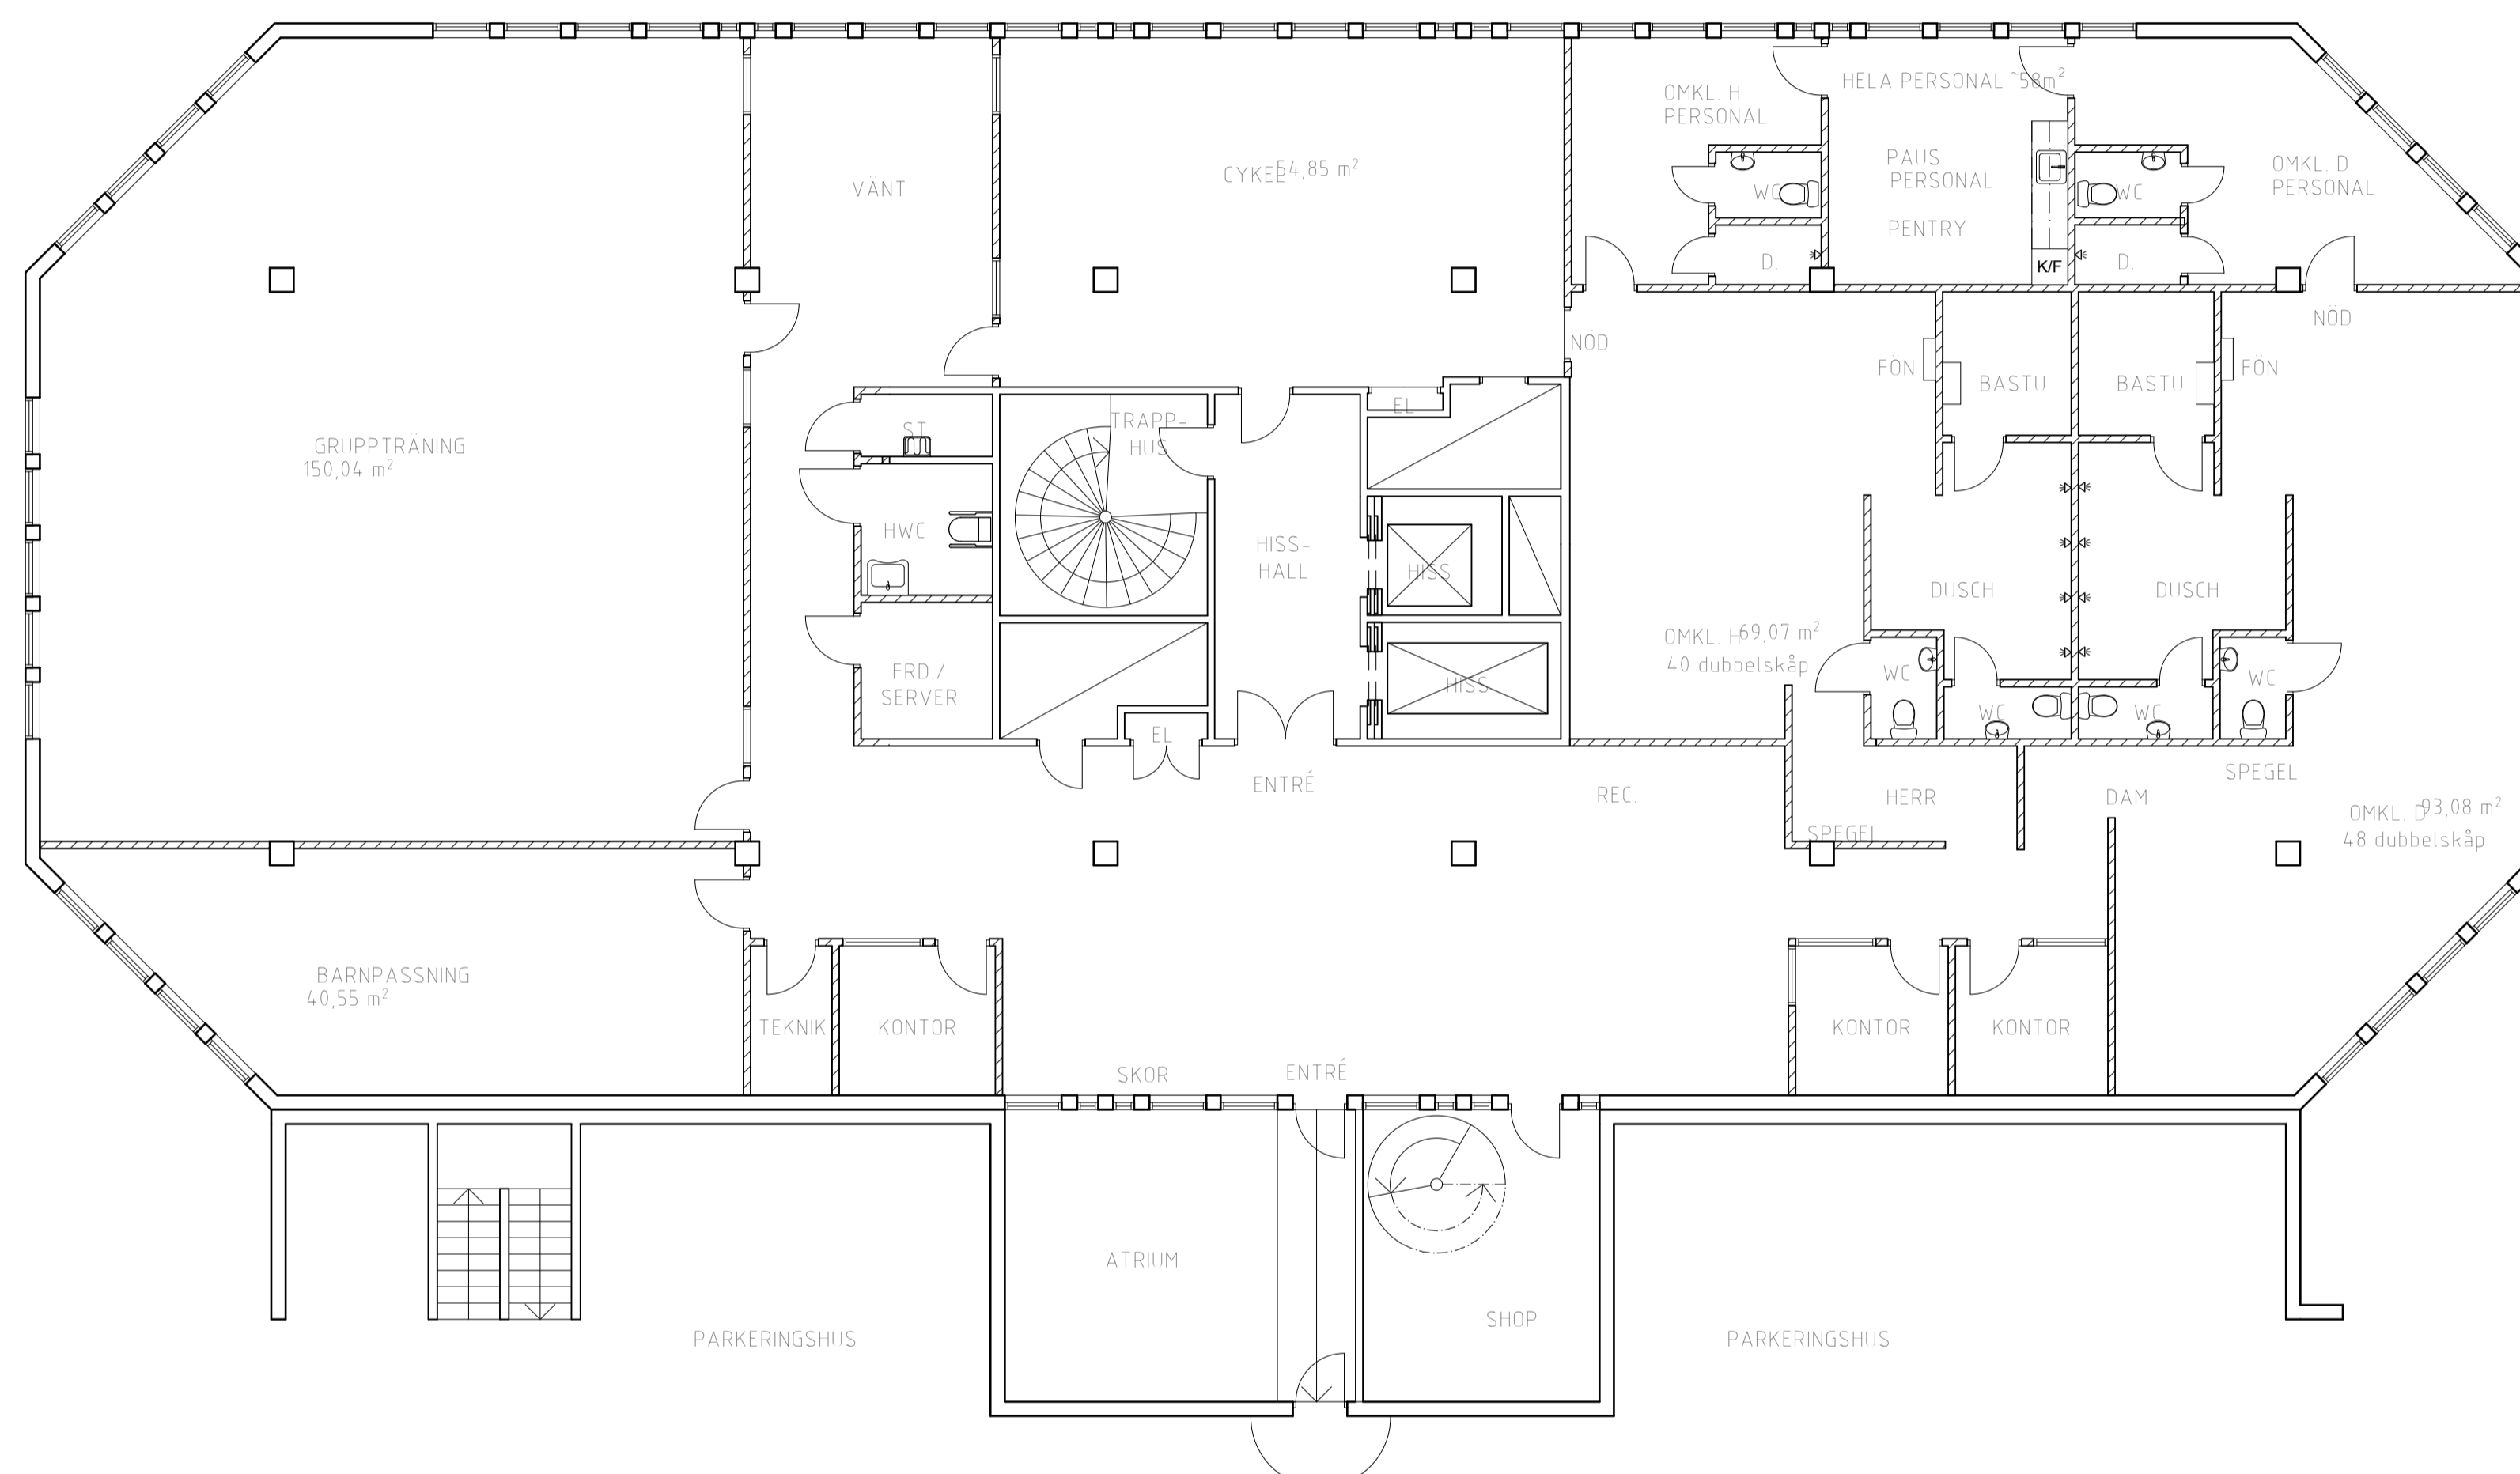 HELA PERSONAL ~58m²
OMKL. H
PERSONAL
PAUS
PERSONAL
PENTRY
OMKL. D
PERSONAL
VÄNT
CYKEL
54,85 m²
WC
WC
D.
D.
K/F
NÖD
NÖD
FÖN
BASTU
BASTU
FÖN
GRUPPTRÄNING
150,04 m²
ST
TRAPP-
HUS
EL
HWC
HISS-
HALL
HISS
DUSCH
DUSCH
OMKL. H
69,07 m²
40 dubbelskåp
FRD./
SERVER
HISS
WC
WC
WC
WC
EL
ENTRÉ
REC.
HERR
DAM
SPEGEL
SPEGEL
OMKL. D
93,08 m²
48 dubbelskåp
BARNPASSNING
40,55 m²
TEKNIK
KONTOR
KONTOR
KONTOR
SKOR
ENTRÉ
ATRIUM
SHOP
PARKERINGSHUS
PARKERINGSHUS